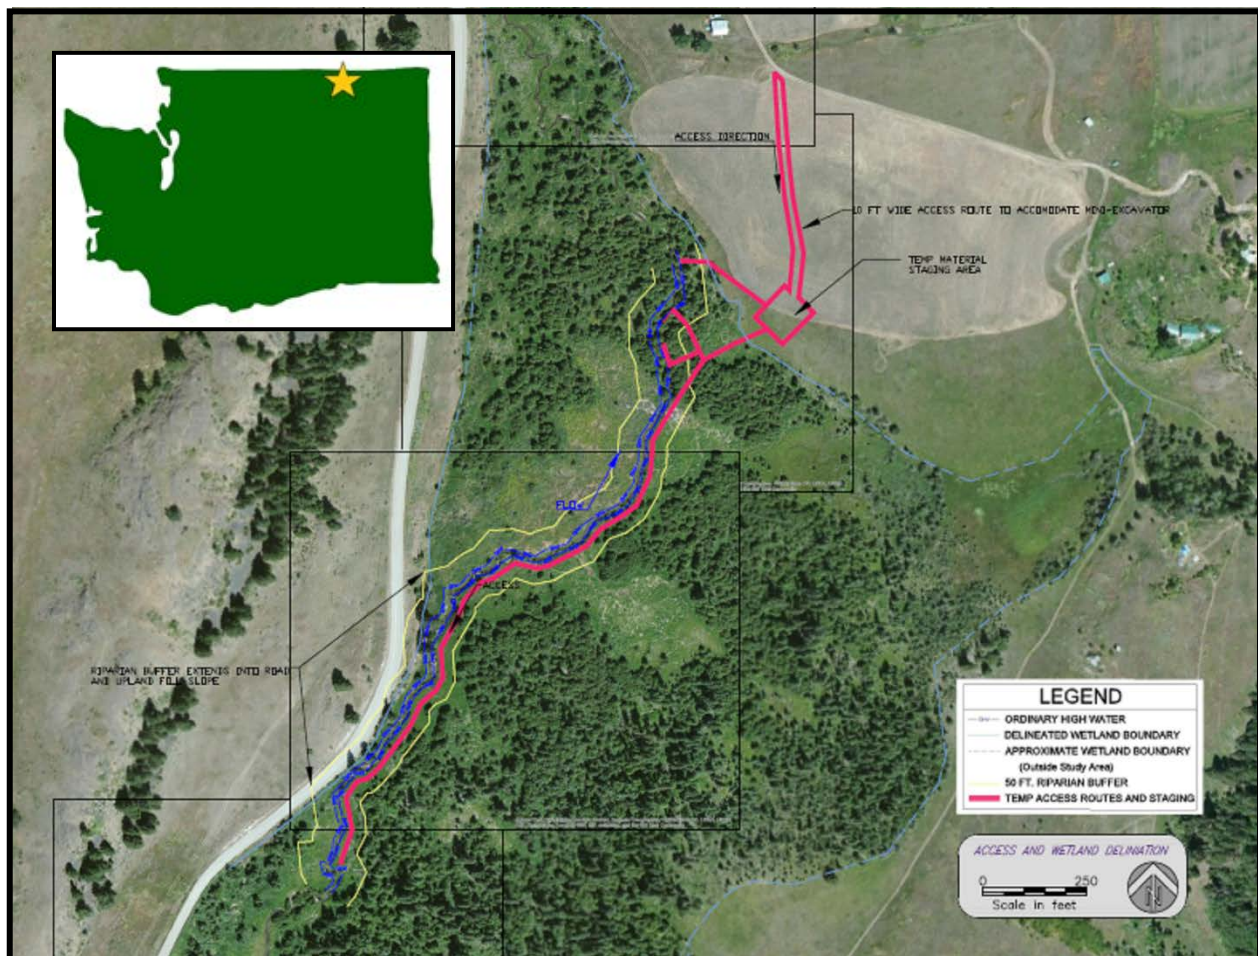 ACCESS DIRECTION
10 FT WIDE ACCESS ROUTE TO ACCOMODATE MINI-EXCAVATOR
TEMP MATERIAL
STAGING AREA
FLOW
ACCESS
RIPARIAN BUFFER EXTENDS ONTO ROAD
AND UPLAND FILL SLOPE
LEGEND
ORDINARY HIGH WATER
DELINEATED WETLAND BOUNDARY
APPROXIMATE WETLAND BOUNDARY
(Outside Study Area)
50 FT. RIPARIAN BUFFER
TEMP ACCESS ROUTES AND STAGING
ACCESS AND WETLAND DELINIATION
0 250
Scale in feet
N